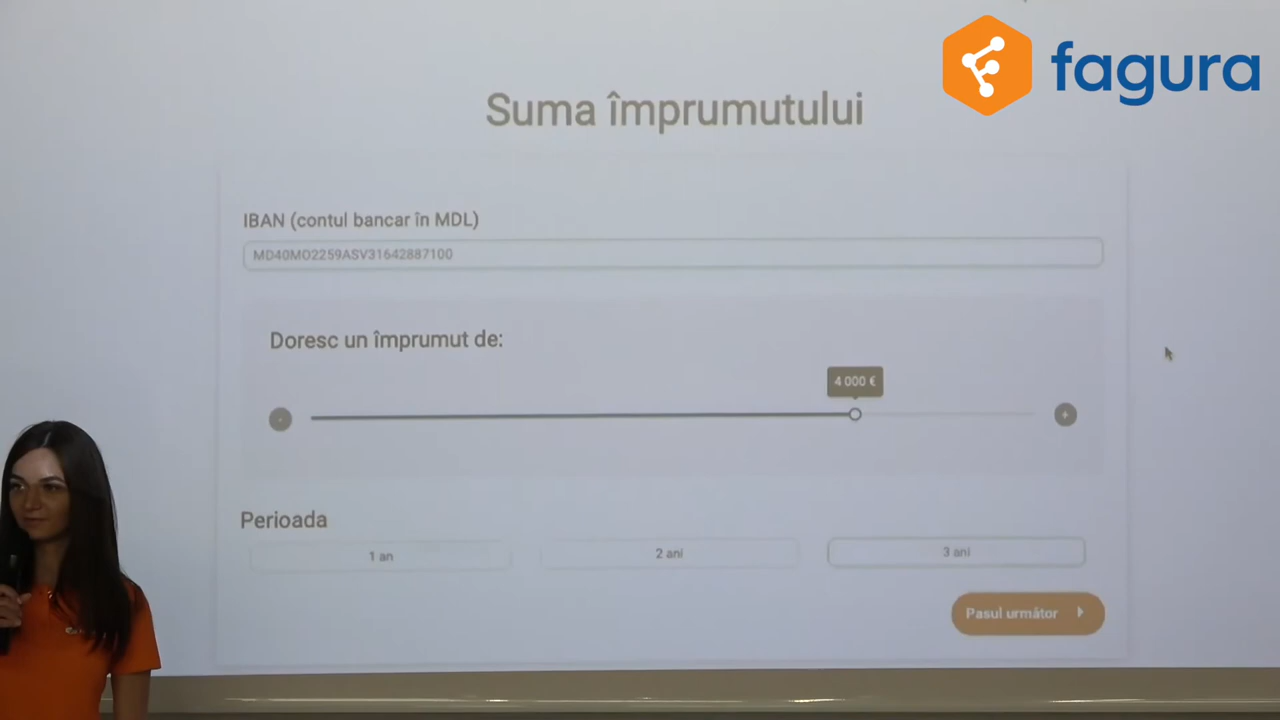 fagura
Suma împrumutului
IBAN (contul bancar în MDL)
MD40MO2259ASV31642887100
Doresc un împrumut de:
4 000 €
-
+
Perioada
1 an
2 ani
3 ani
Pasul următor